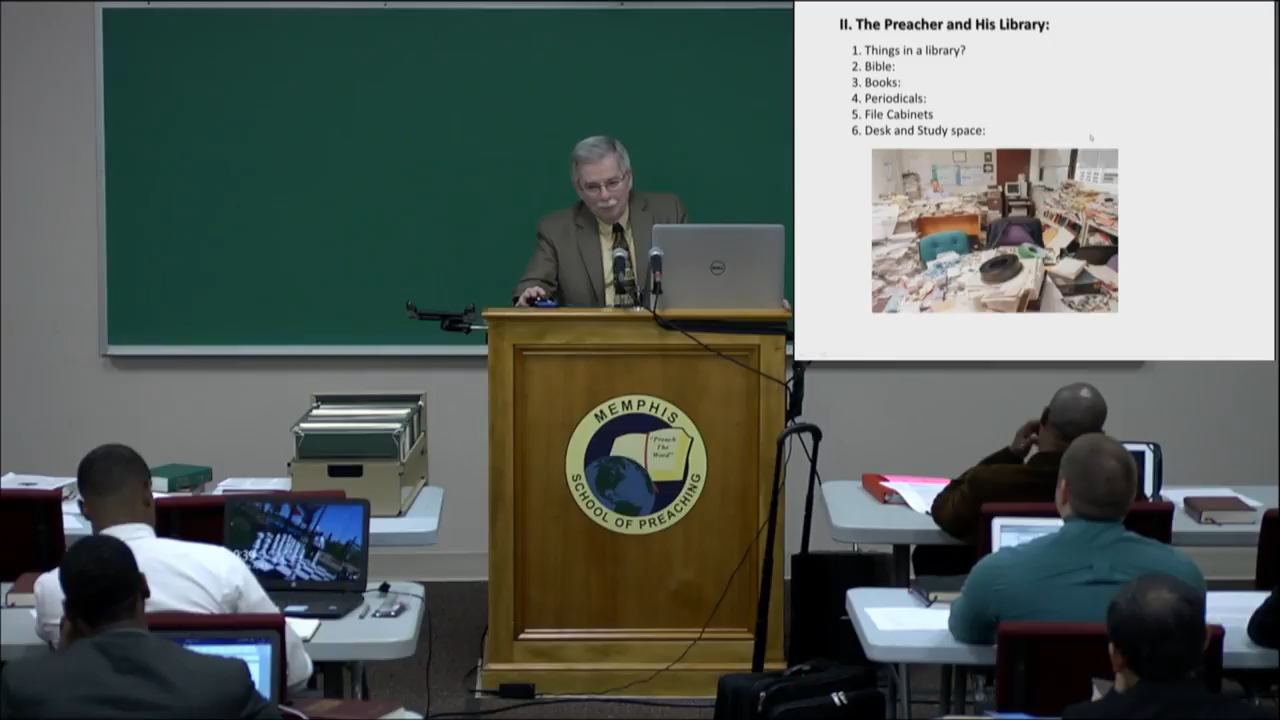 II. The Preacher and His Library:
1. Things in a library?
2. Bible:
3. Books:
4. Periodicals:
5. File Cabinets
6. Desk and Study space:
DELL
MEMPHIS
"Preach
The
Word"
SCHOOL OF PREACHING